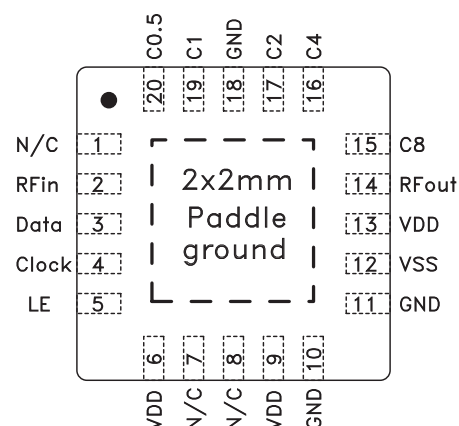 C0.5 C1 GND C2 C4
20 19 18 17 16
N/C 1 15 C8
RFin 2 14 RFout
Data 3 13 VDD
Clock 4 12 VSS
LE 5 11 GND
2x2mm
Paddle
ground
6 7 8 9 10
VDD N/C N/C VDD GND